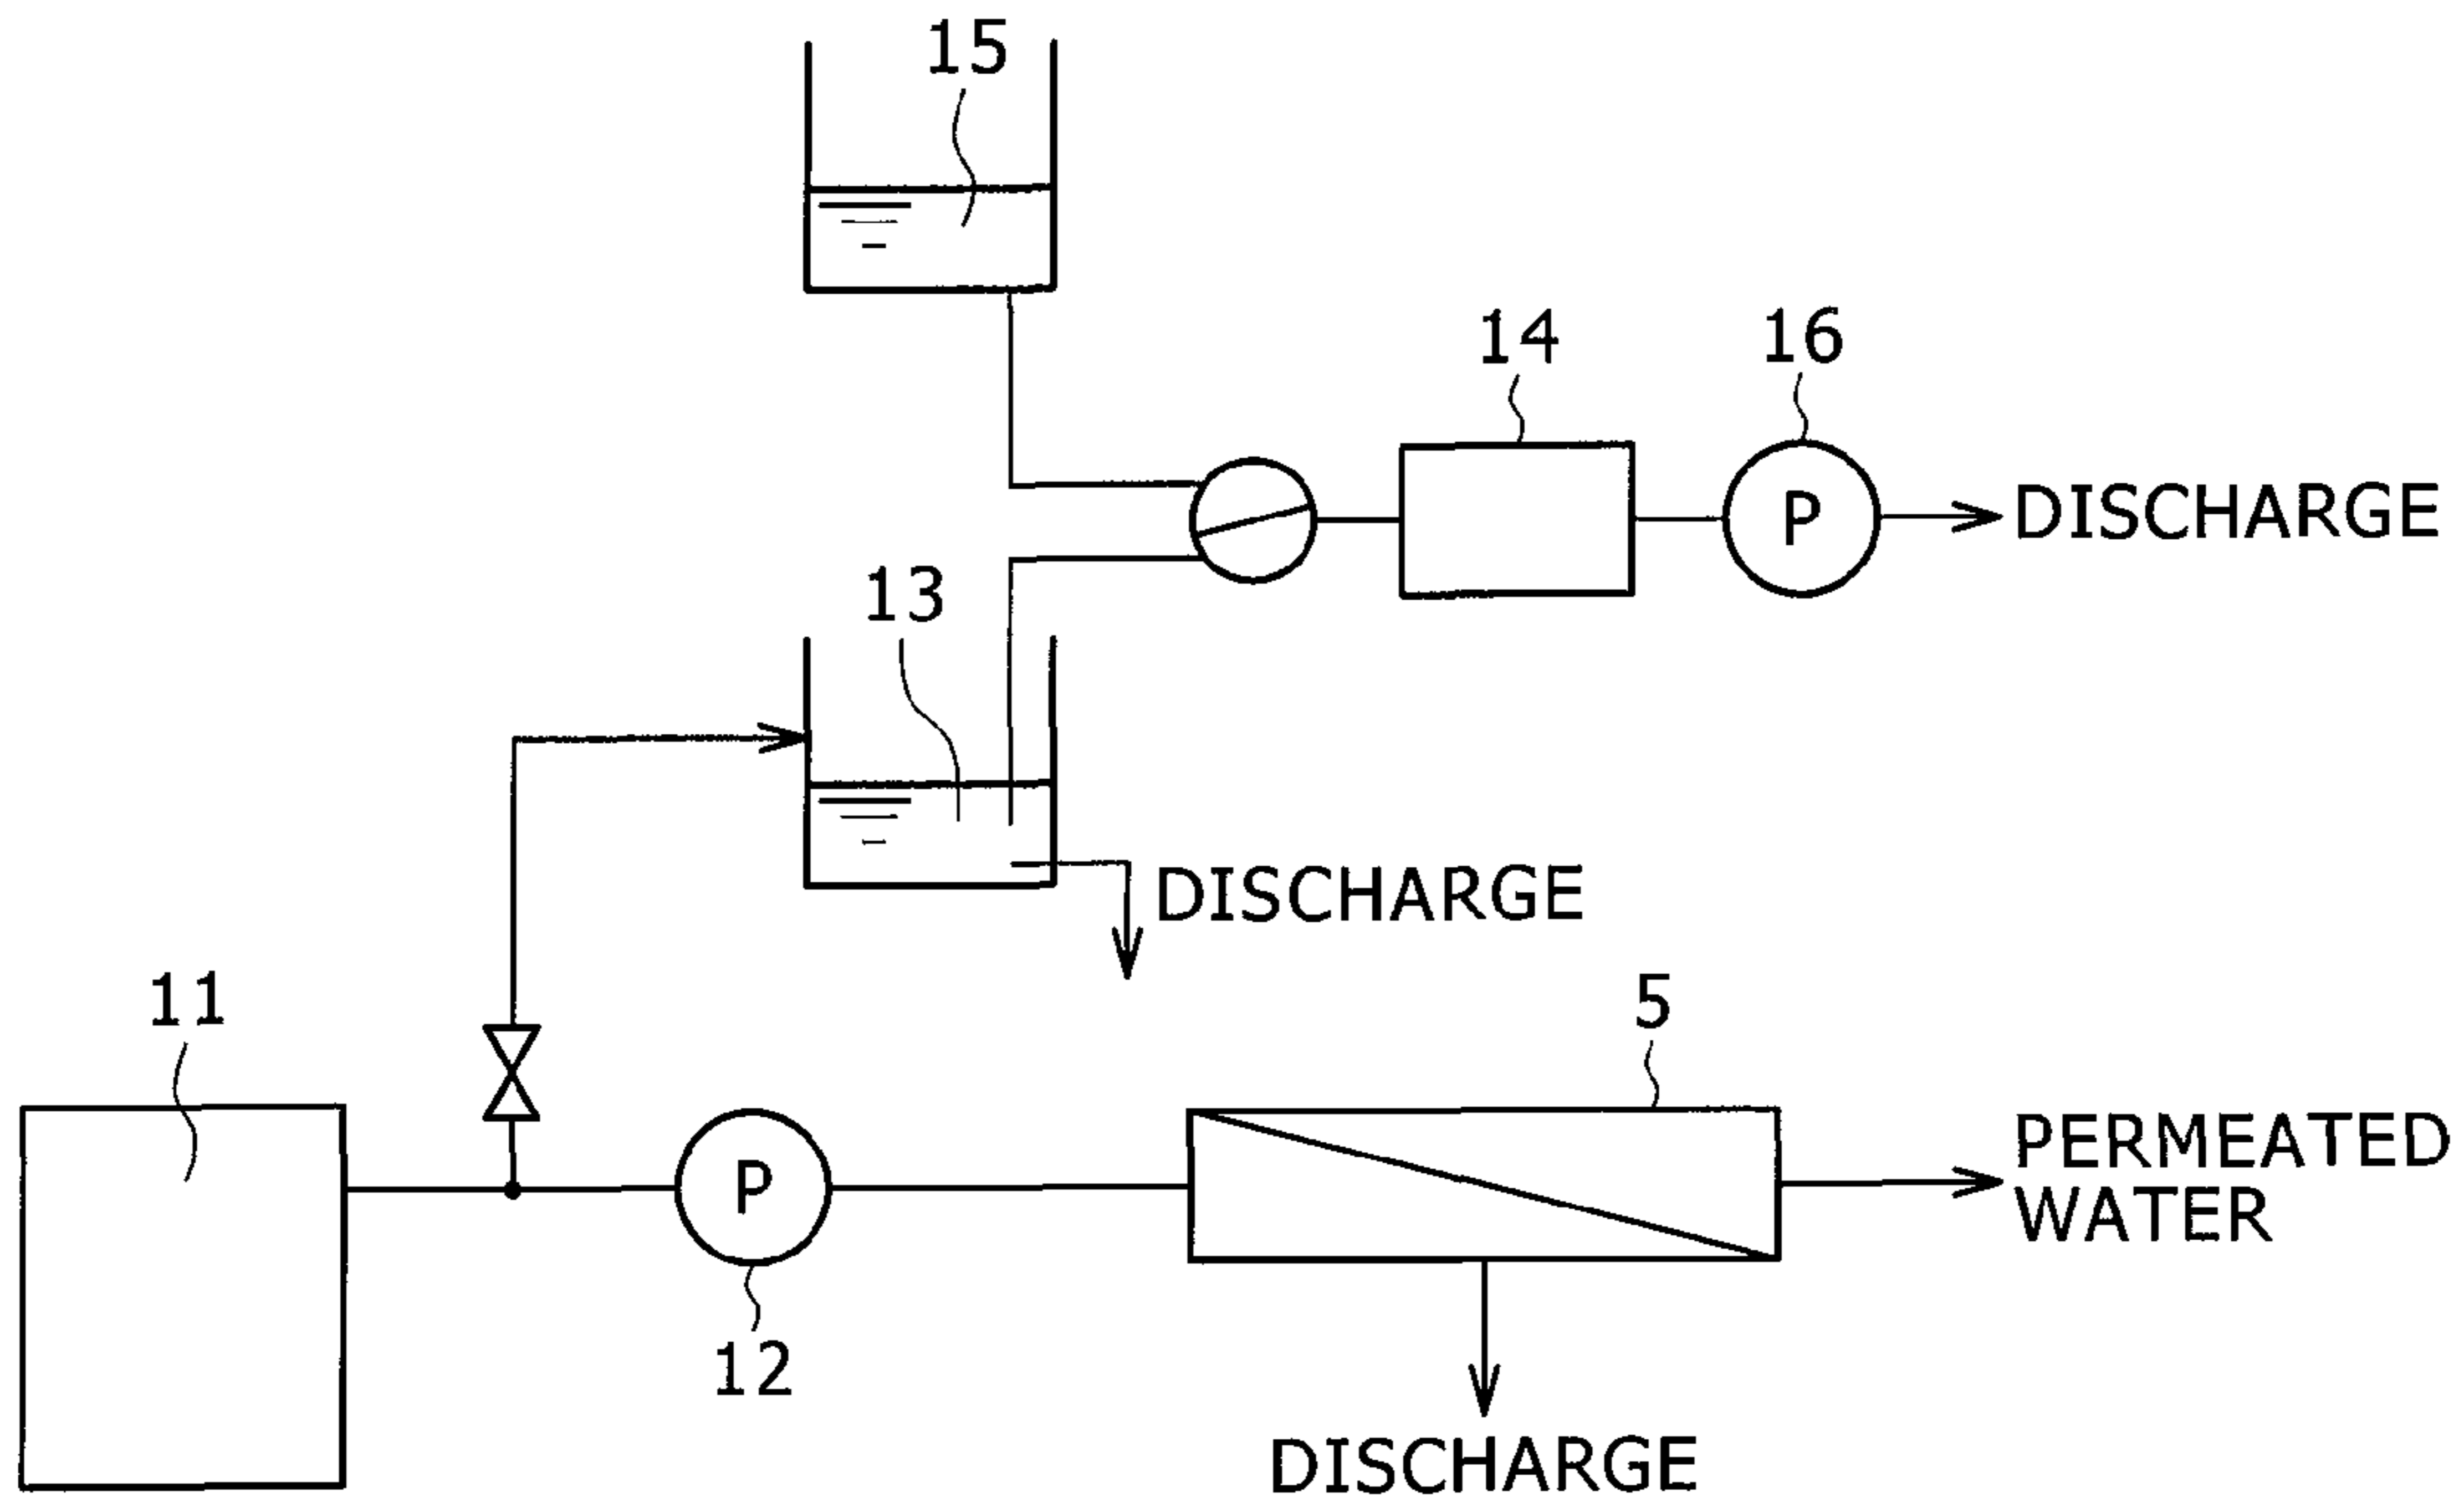 15
14
16
P
DISCHARGE
13
DISCHARGE
11
5
P
PERMEATED
WATER
12
DISCHARGE